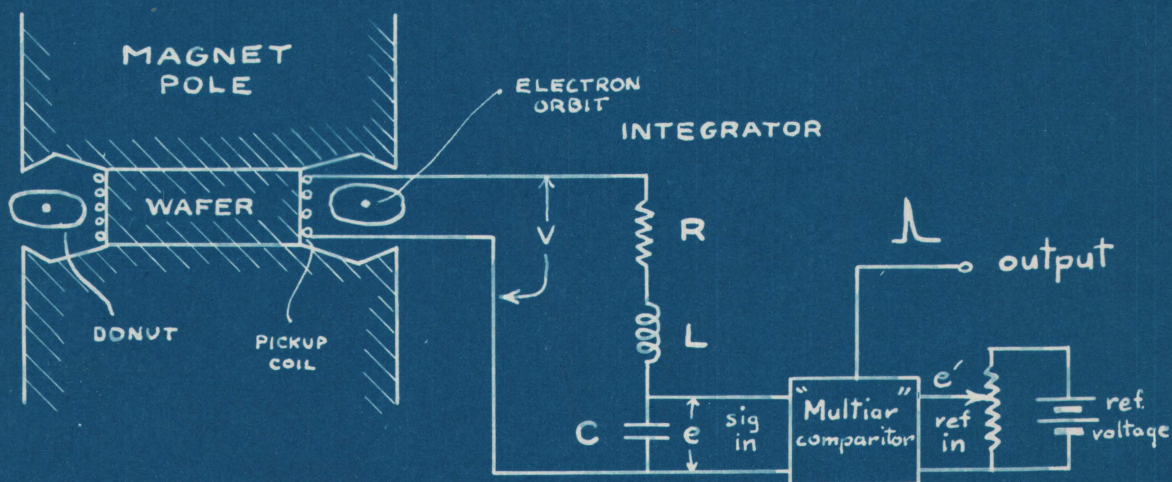 MAGNET
POLE
ELECTRON
ORBIT
INTEGRATOR
WAFER
V
R
output
DONUT
PICKUP
COIL
L
C
e
sig
in
"Multiar"
comparitor
e'
ref
in
ref.
voltage